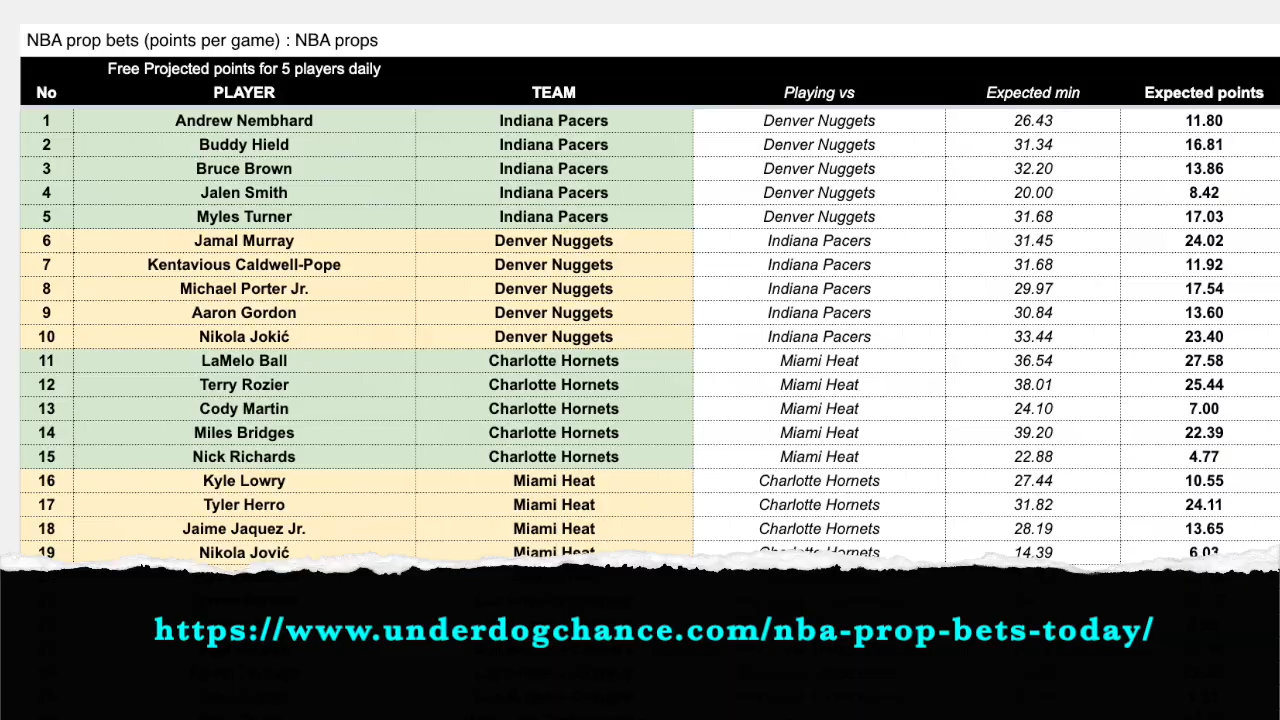 NBA prop bets (points per game) : NBA props
Free Projected points for 5 players daily
No PLAYER TEAM Playing vs Expected min Expected points
1 Andrew Nembhard Indiana Pacers Denver Nuggets 26.43 11.80
2 Buddy Hield Indiana Pacers Denver Nuggets 31.34 16.81
3 Bruce Brown Indiana Pacers Denver Nuggets 32.20 13.86
4 Jalen Smith Indiana Pacers Denver Nuggets 20.00 8.42
5 Myles Turner Indiana Pacers Denver Nuggets 31.68 17.03
6 Jamal Murray Denver Nuggets Indiana Pacers 31.45 24.02
7 Kentavious Caldwell-Pope Denver Nuggets Indiana Pacers 31.68 11.92
8 Michael Porter Jr. Denver Nuggets Indiana Pacers 29.97 17.54
9 Aaron Gordon Denver Nuggets Indiana Pacers 30.84 13.60
10 Nikola Jokić Denver Nuggets Indiana Pacers 33.44 23.40
11 LaMelo Ball Charlotte Hornets Miami Heat 36.54 27.58
12 Terry Rozier Charlotte Hornets Miami Heat 38.01 25.44
13 Cody Martin Charlotte Hornets Miami Heat 24.10 7.00
14 Miles Bridges Charlotte Hornets Miami Heat 39.20 22.39
15 Nick Richards Charlotte Hornets Miami Heat 22.88 4.77
16 Kyle Lowry Miami Heat Charlotte Hornets 27.44 10.55
17 Tyler Herro Miami Heat Charlotte Hornets 31.82 24.11
18 Jaime Jaquez Jr. Miami Heat Charlotte Hornets 28.19 13.65
19 Nikola Jović Miami Heat Charlotte Hornets 14.39 6.03
https://www.underdogchance.com/nba-prop-bets-today/